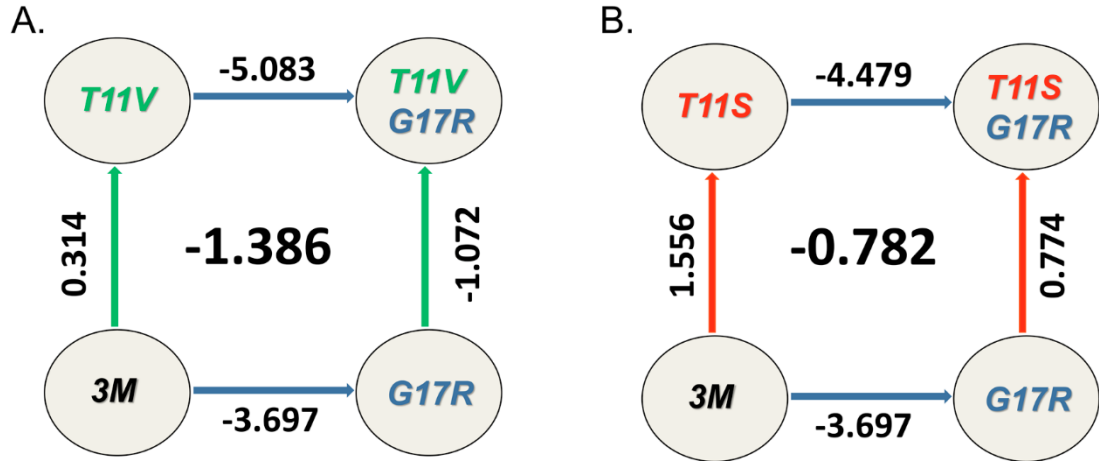 A.
-5.083
T11V
T11V
G17R
0.314
-1.386
-1.072
3M
G17R
-3.697
B.
-4.479
T11S
T11S
G17R
1.556
-0.782
0.774
3M
G17R
-3.697